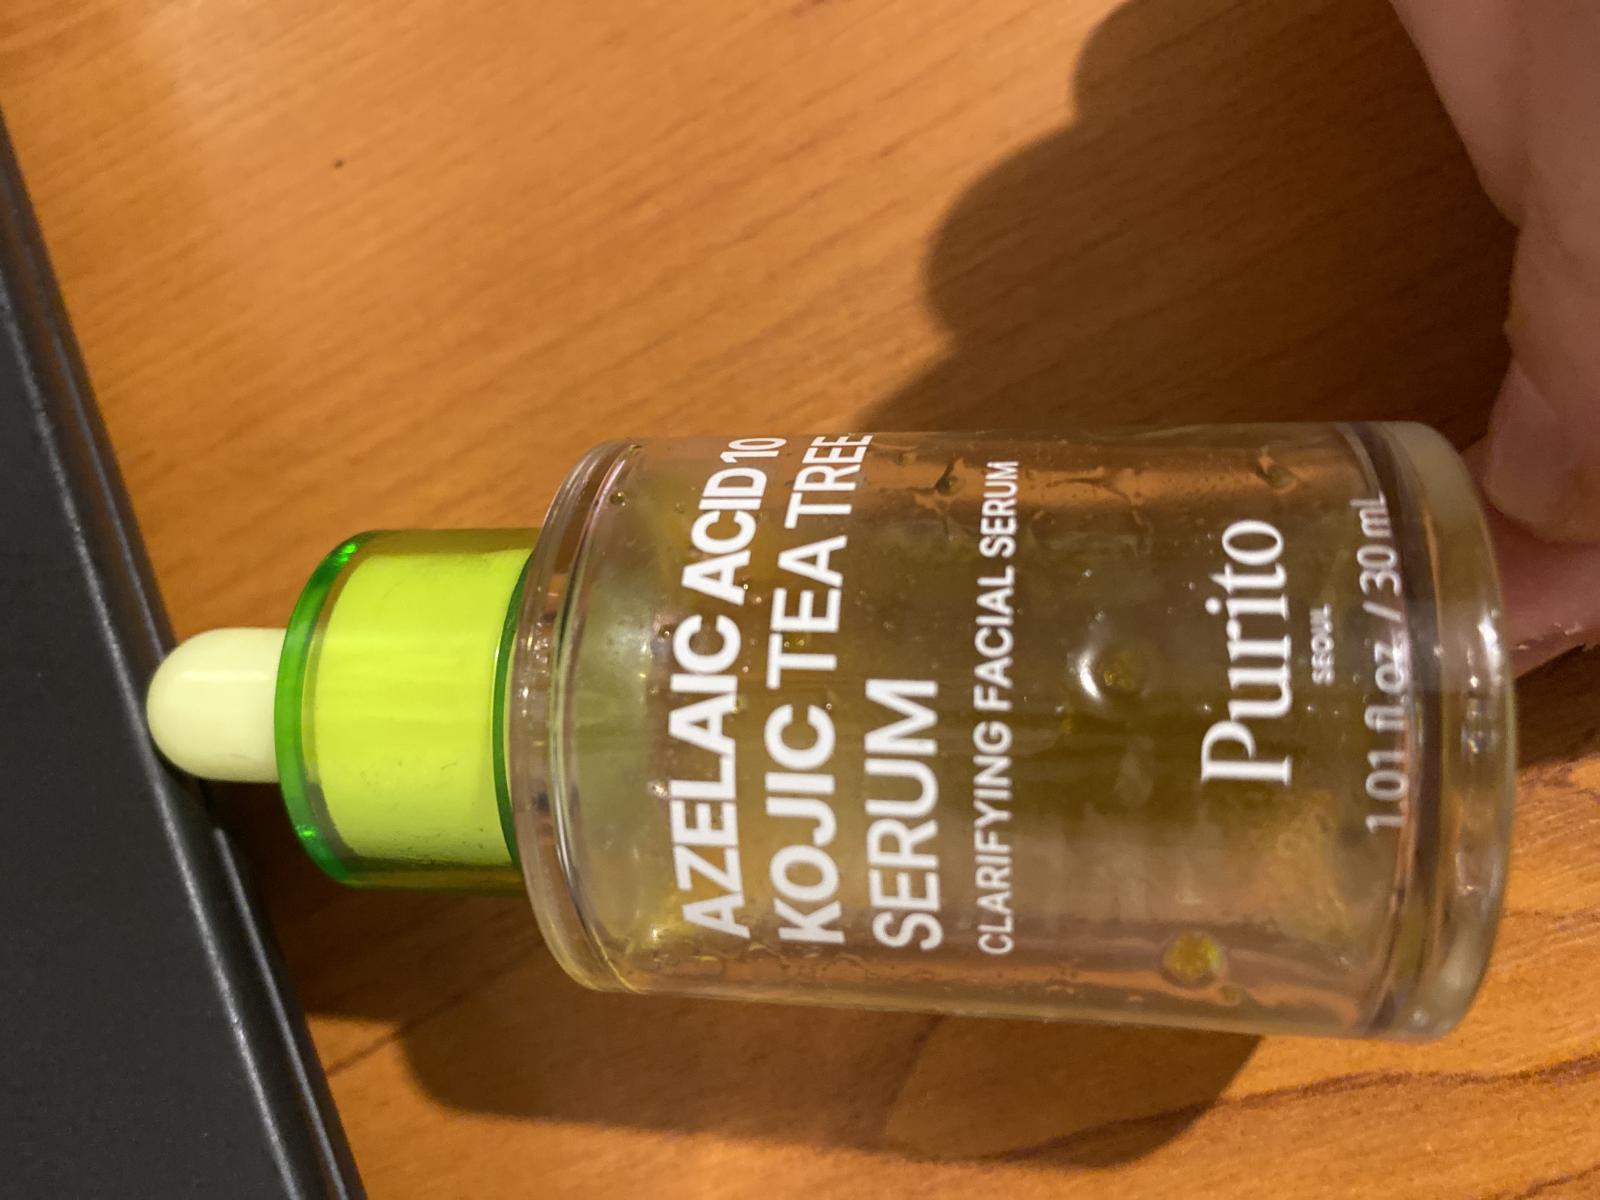 AZELAIC ACID 10
KOJIC TEA TREE
SERUM
CLARIFYING FACIAL SERUM
Purito
SEOUL
1.01 fl.oz / 30 mL